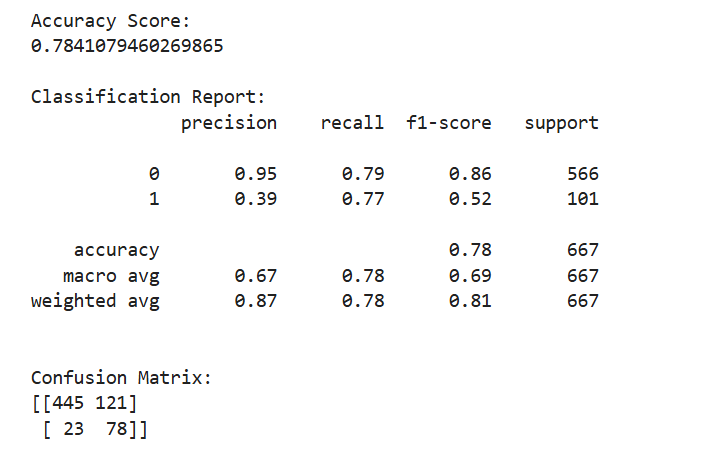 Accuracy Score:
0.7841079460269865
Classification Report:
precision recall f1-score support
0 0.95 0.79 0.86 566
1 0.39 0.77 0.52 101
accuracy 0.78 667
macro avg 0.67 0.78 0.69 667
weighted avg 0.87 0.78 0.81 667
Confusion Matrix:
[[445 121]
[ 23 78]]